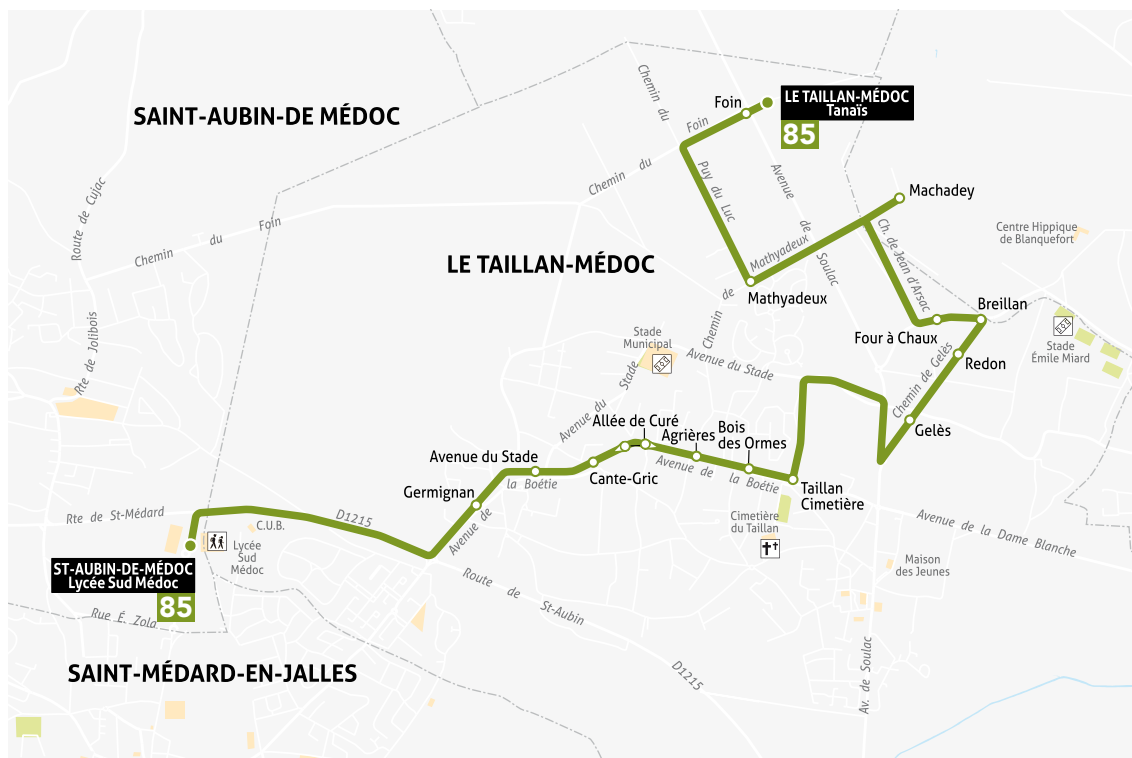 SAINT-AUBIN-DE MÉDOC
Chemin du
Foin
Foin
LE TAILLAN-MÉDOC
Tanaïs
85
Route de Cujac
Chemin du Foin
Chemin du
Puy du Luc
Avenue de Soulac
Machadey
Mathyadeux
Ch. de Jean d'Arsac
Centre Hippique
de Blanquefort
LE TAILLAN-MÉDOC
Mathyadeux
Chemin de
Breillan
Four à Chaux
Redon
Stade
Émile Miard
Rte de Jolibois
Stade
Municipal
Avenue du Stade
Avenue du Stade
Chemin de Gelès
Gelès
Allée de Curé
Agrières
Bois
des Ormes
Avenue du Stade
Germignan
Cante-Gric
Avenue de la Boétie
Avenue de la Boétie
Taillan
Cimetière
Cimetière
du Taillan
Rte de St-Médard
C.U.B.
D1215
Lycée
Sud
Médoc
Avenue de la Dame Blanche
Maison
des Jeunes
ST-AUBIN-DE-MÉDOC
Lycée Sud Médoc
85
Rue É. Zola
Route de St-Aubin
SAINT-MÉDARD-EN-JALLES
D1215
Av. de Soulac